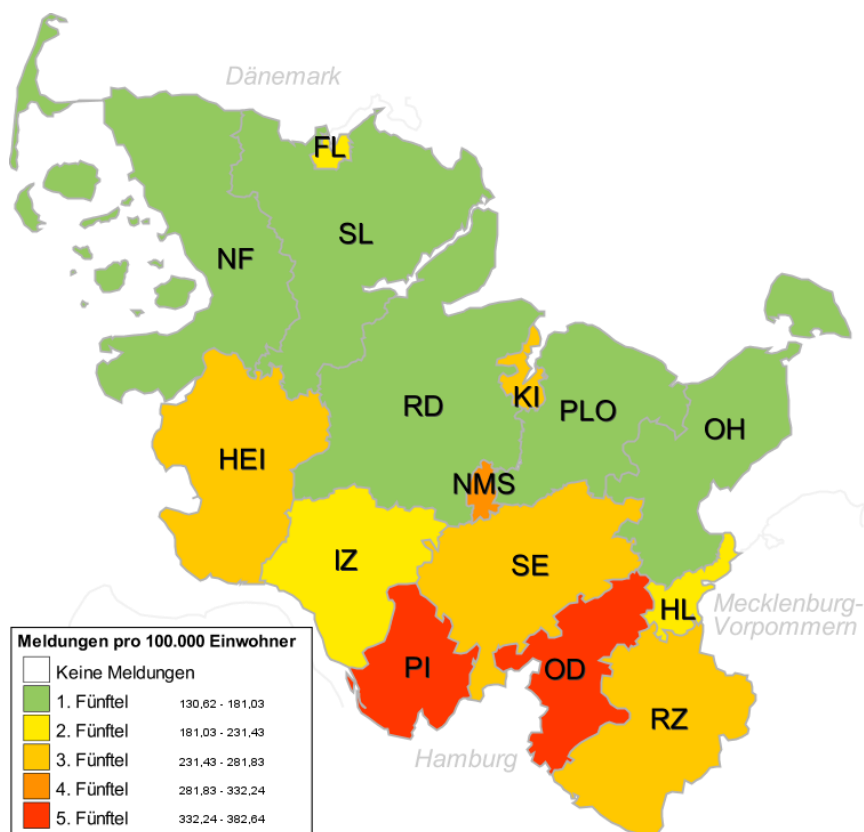 Dänemark
FL
SL
NF
KI
RD
PLO
OH
HEI
NMS
IZ
SE
HL
Mecklenburg-
Vorpommern
PI
OD
RZ
Hamburg
Meldungen pro 100.000 Einwohner
Keine Meldungen
1. Fünftel 130,62 - 181,03
2. Fünftel 181,03 - 231,43
3. Fünftel 231,43 - 281,83
4. Fünftel 281,83 - 332,24
5. Fünftel 332,24 - 382,64